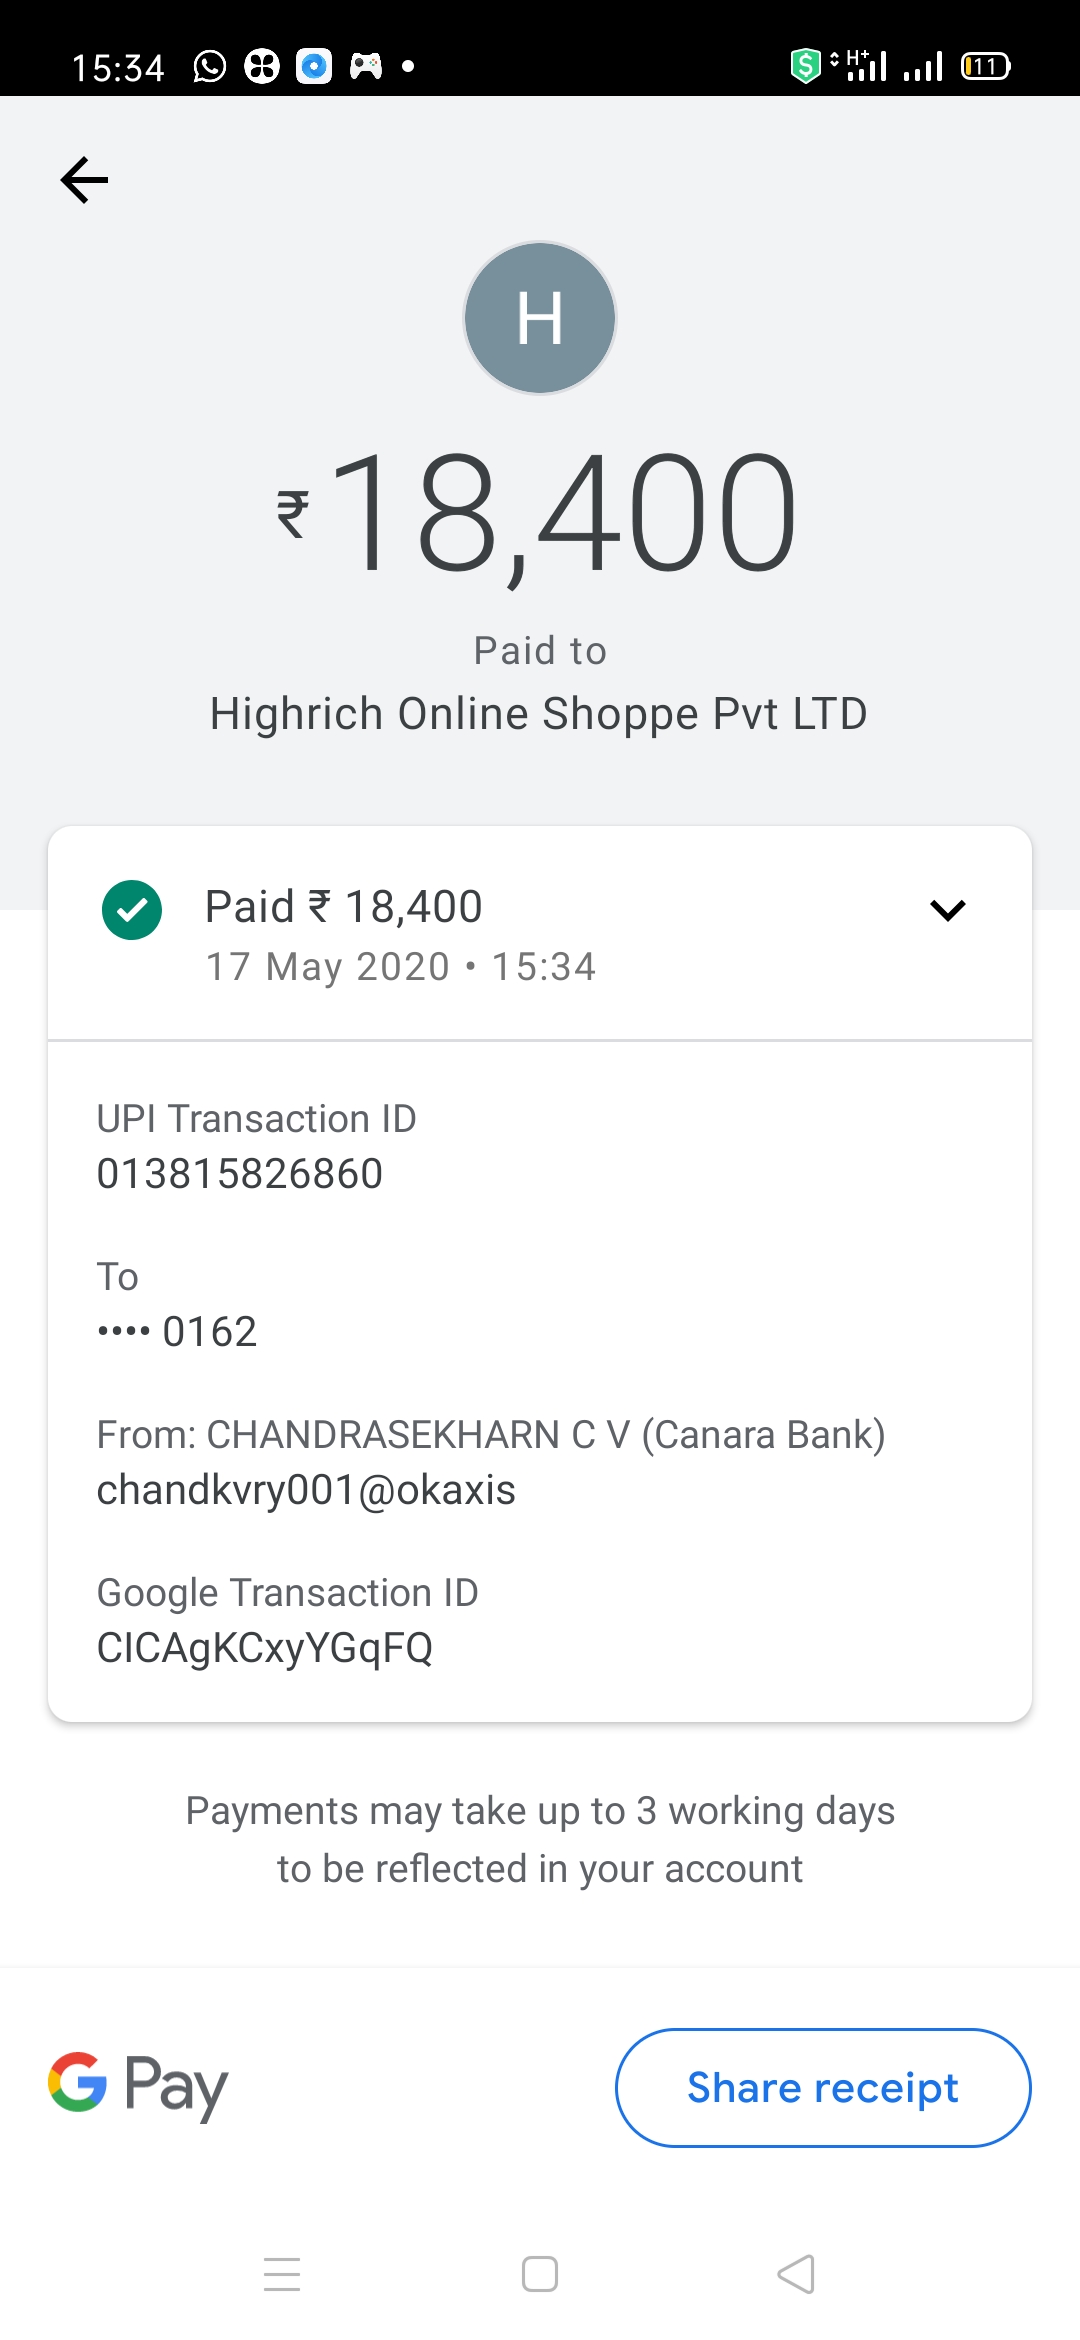 15:34
H+
11
H
₹18,400
Paid to
Highrich Online Shoppe Pvt LTD
Paid ₹ 18,400
17 May 2020 • 15:34
UPI Transaction ID
013815826860
To
•••• 0162
From: CHANDRASEKHARN C V (Canara Bank)
chandkvry001@okaxis
Google Transaction ID
CICAgKCxyYGqFQ
Payments may take up to 3 working days
to be reflected in your account
G Pay
Share receipt